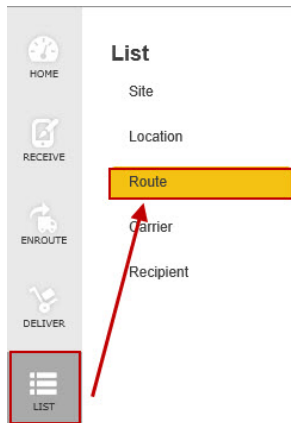 HOME
RECEIVE
ENROUTE
DELIVER
LIST
List
Site
Location
Route
Carrier
Recipient